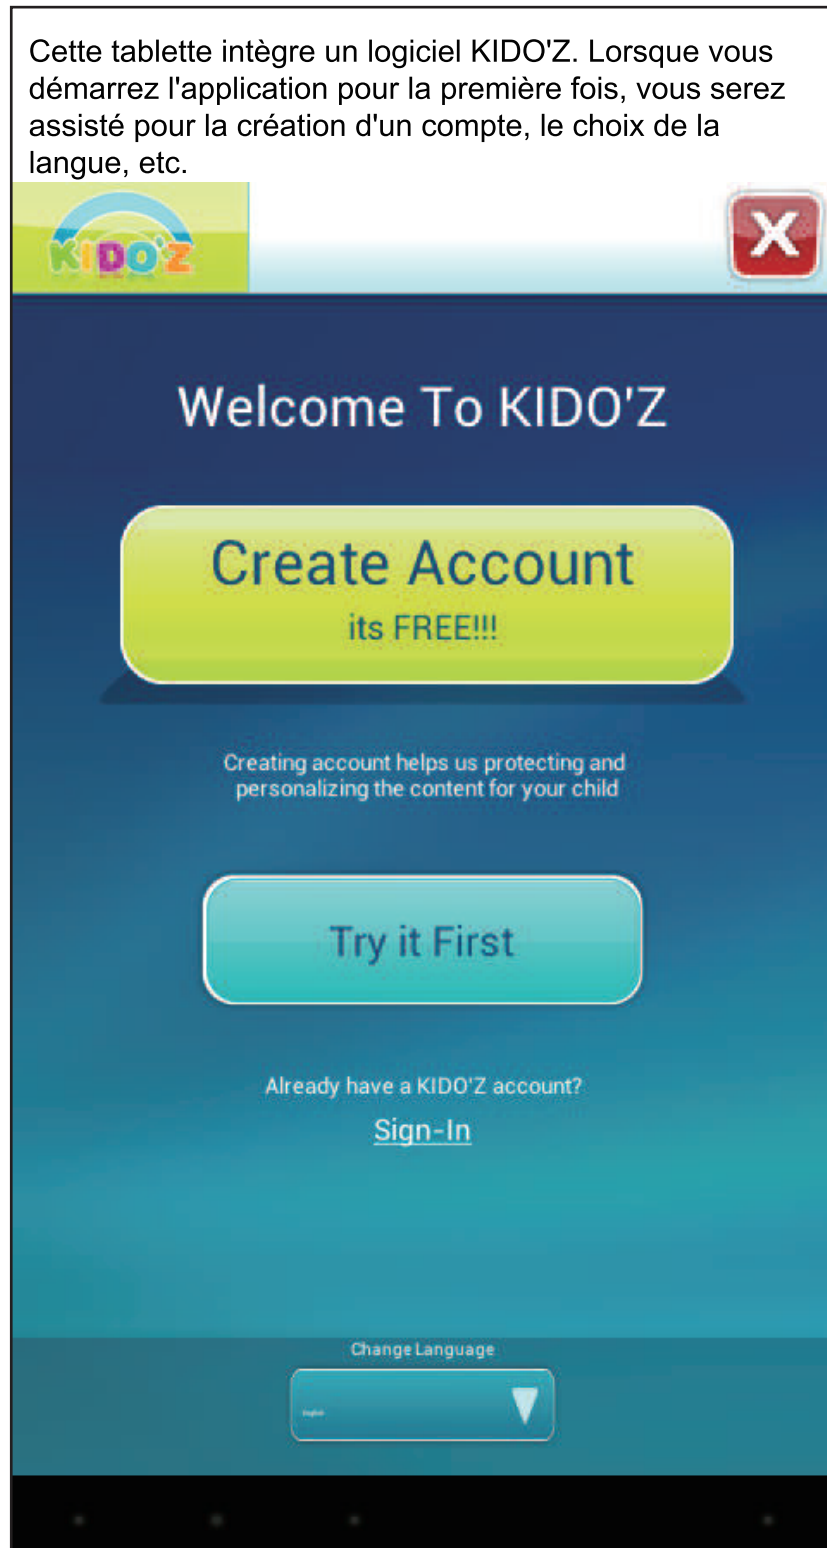 Cette tablette intègre un logiciel KIDO'Z. Lorsque vous
démarrez l'application pour la première fois, vous serez
assisté pour la création d'un compte, le choix de la
langue, etc.
KIDO'Z
X
Welcome To KIDO'Z
Create Account
its FREE!!!
Creating account helps us protecting and
personalizing the content for your child
Try it First
Already have a KIDO'Z account?
Sign-In
Change Language
English